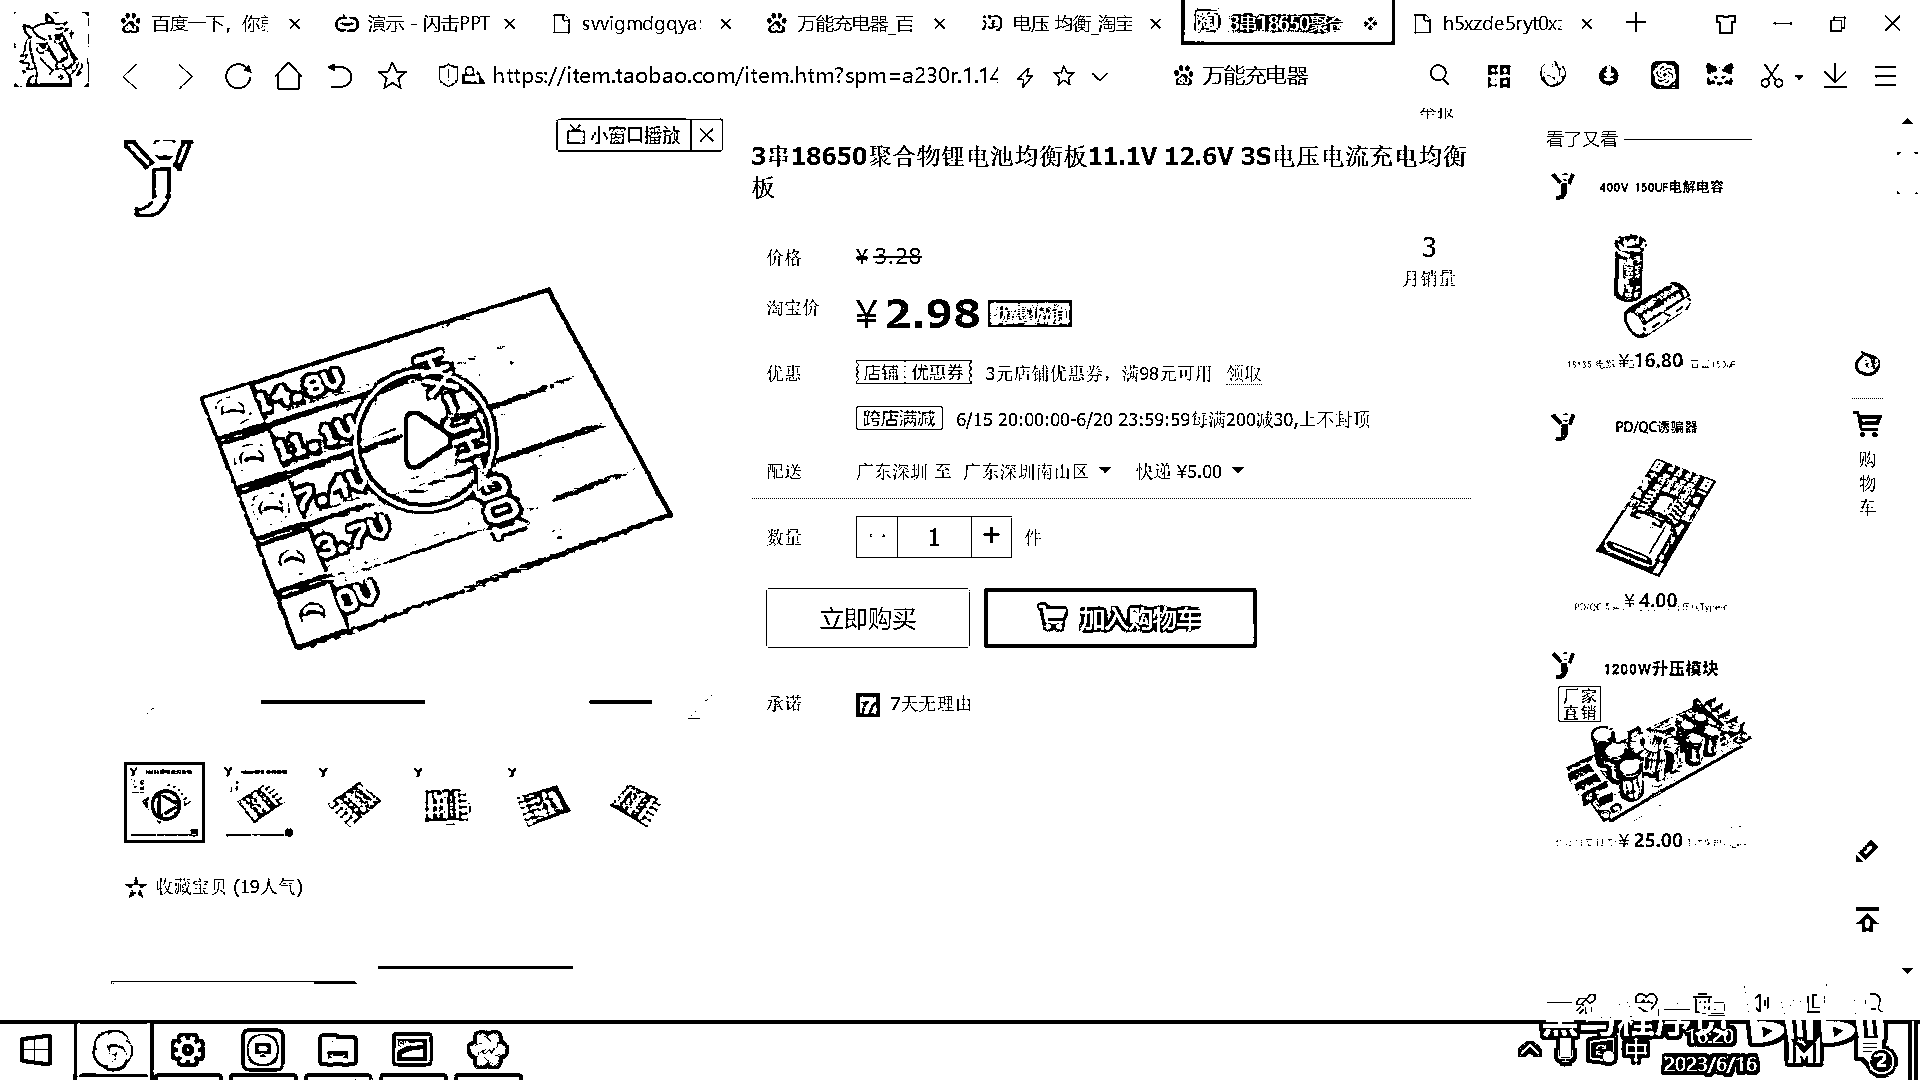 百度一下，你
演示 - 闪击PPT
svvigmdgqya
万能充电器_百
电压 均衡_淘宝
3串18650聚合
h5xzde5ryt0x
https://item.taobao.com/item.htm?spm=a230r.1.14
万能充电器
举报
小窗口播放
3串18650聚合物锂电池均衡板11.1V 12.6V 3S电压电流充电均衡
板
价格
¥ 3.28
3
月销量
淘宝价
¥ 2.98
优惠促销
优惠
店铺优惠券
3元店铺优惠券，满98元可用
领取
跨店满减
6/15 20:00:00-6/20 23:59:59每满200减30,上不封顶
配送
广东深圳 至 广东深圳南山区
快递 ¥5.00
数量
1
件
立即购买
加入购物车
承诺
7天无理由
14.8V
11.1V
7.4V
3.7V
0V
收藏宝贝 (19人气)
看了又看
400V 150UF电解电容
¥16.80
PD/QC诱骗器
¥4.00
1200W升压模块
厂家
直销
¥ 25.00
购
物
车
中
16:20
2023/6/16
2